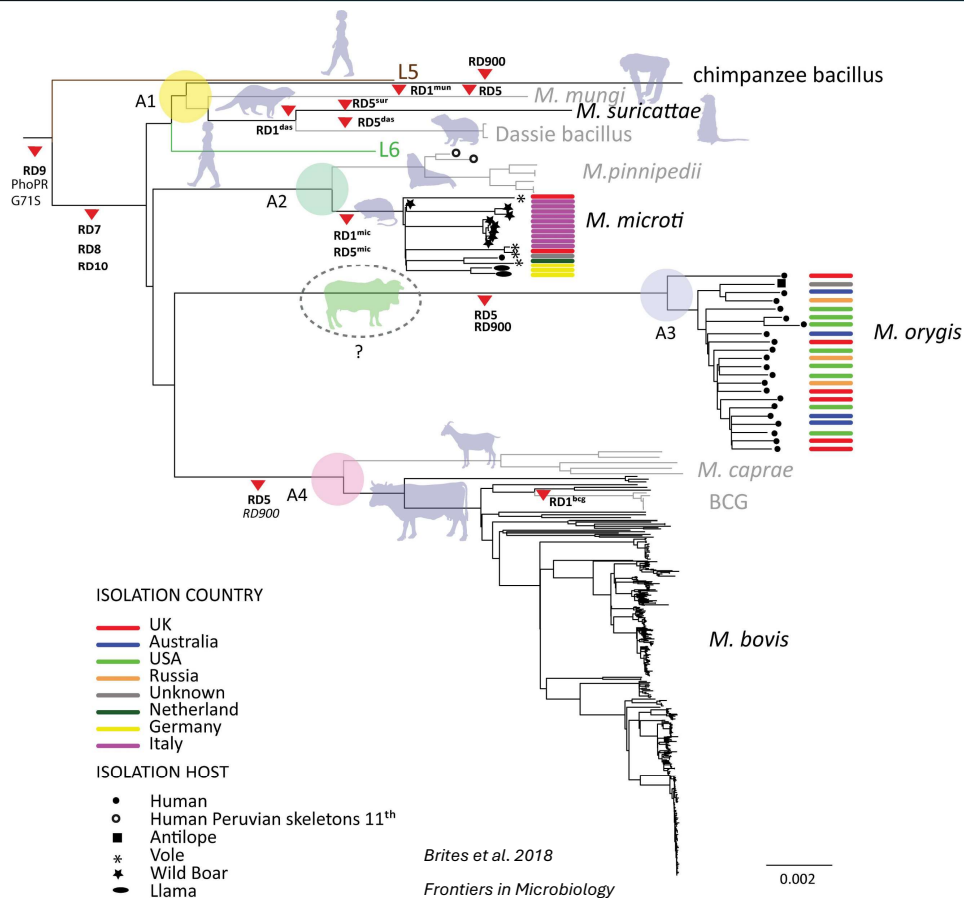 RD900
L5
chimpanzee bacillus
RD1mun
RD5
M. mungi
A1
RD5sur
M. suricattae
RD1das
RD5das
Dassie bacillus
L6
RD9
PhoPR
G71S
M.pinnipedii
A2
RD7
RD8
RD10
RD1mic
RD5mic
M. microti
RD5
RD900
A3
M. orygis
?
M. caprae
RD5
RD900
A4
RD1bcg
BCG
M. bovis
ISOLATION COUNTRY
UK
Australia
USA
Russia
Unknown
Netherland
Germany
Italy
ISOLATION HOST
Human
Human Peruvian skeletons 11th
Antilope
Vole
Wild Boar
Llama
Brites et al. 2018
Frontiers in Microbiology
0.002